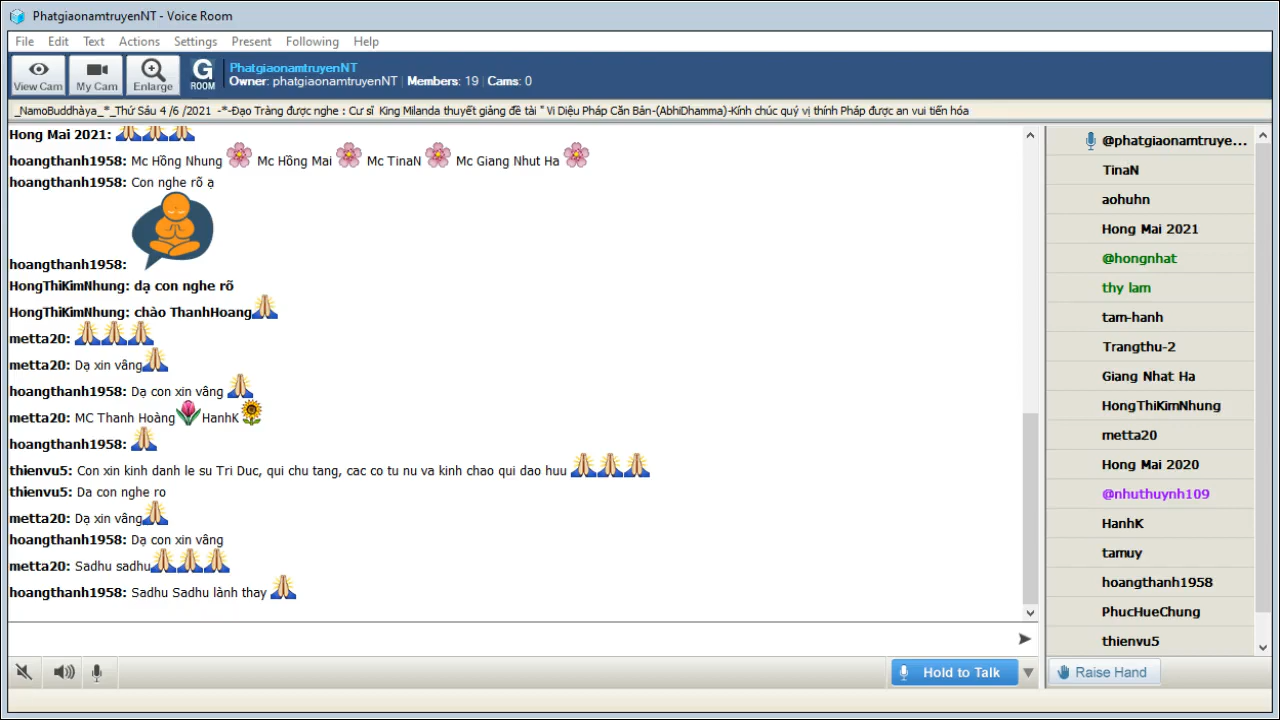 PhatgiaonamtruyenNT - Voice Room
File Edit Text Actions Settings Present Following Help
View Cam My Cam Enlarge G ROOM
PhatgiaonamtruyenNT
Owner: phatgiaonamtruyenNT Members: 19 Cams: 0
_NamoBuddhàya_*_Thứ Sáu 4 /6 /2021 -*-Đạo Tràng được nghe : Cư sĩ King Milanda thuyết giảng đề tài " Vi Diệu Pháp Căn Bản-(AbhiDhamma)-Kính chúc quý vị thính Pháp được an vui tiến hóa
Hong Mai 2021:
hoangthanh1958: Mc Hồng Nhung Mc Hồng Mai Mc TinaN Mc Giang Nhut Ha
hoangthanh1958: Con nghe rõ ạ
hoangthanh1958:
HongThiKimNhung: dạ con nghe rõ
HongThiKimNhung: chào ThanhHoang
metta20:
metta20: Dạ xin vâng
hoangthanh1958: Dạ con xin vâng
metta20: MC Thanh Hoàng HanhK
hoangthanh1958:
thienvu5: Con xin kinh danh le su Tri Duc, qui chu tang, cac co tu nu va kinh chao qui dao huu
thienvu5: Da con nghe ro
metta20: Dạ xin vâng
hoangthanh1958: Dạ con xin vâng
metta20: Sadhu sadhu
hoangthanh1958: Sadhu Sadhu lành thay
@phatgiaonamtruye...
TinaN
aohuhn
Hong Mai 2021
@hongnhat
thy lam
tam-hanh
Trangthu-2
Giang Nhat Ha
HongThiKimNhung
metta20
Hong Mai 2020
@nhuthuynh109
HanhK
tamuy
hoangthanh1958
PhucHueChung
thienvu5
Hold to Talk
Raise Hand